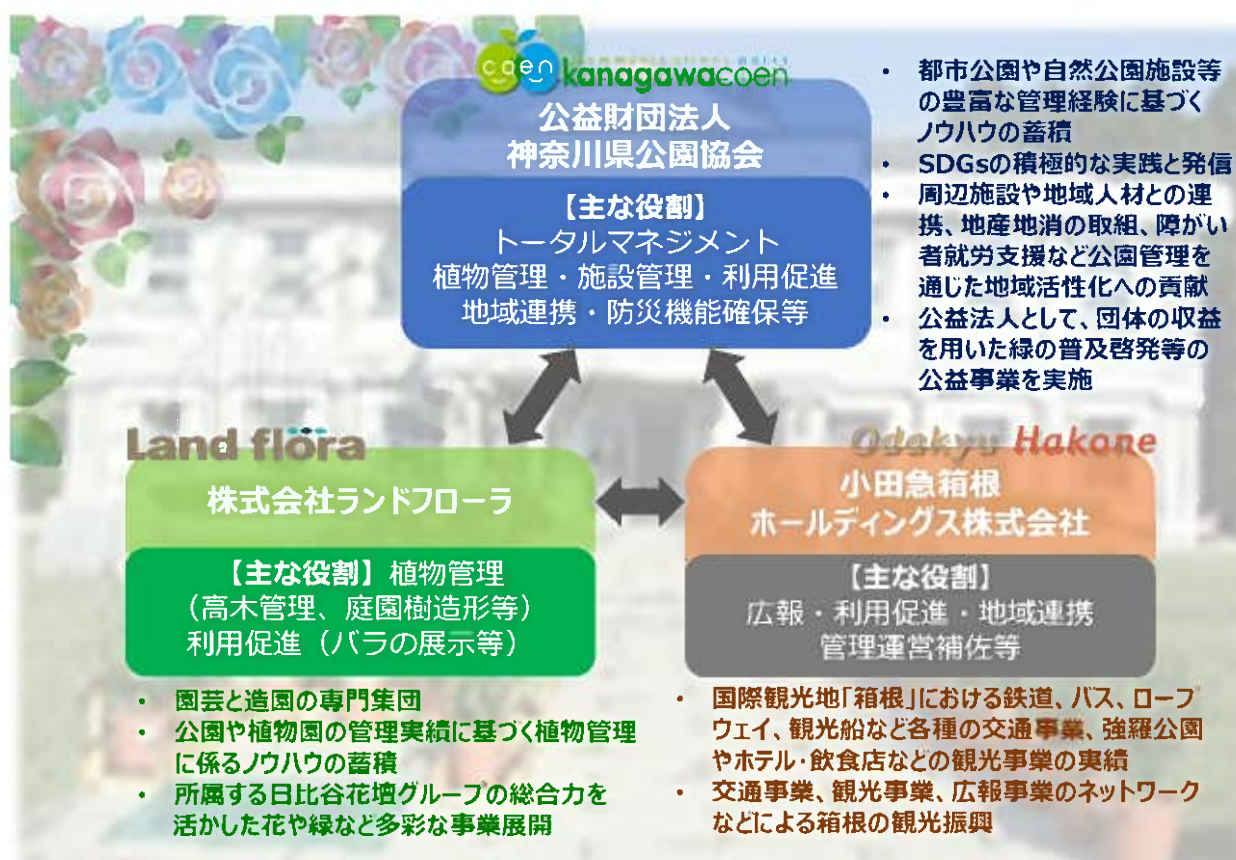 coen kanagawacoen
公益財団法人
神奈川県公園協会
【主な役割】
トータルマネジメント
植物管理・施設管理・利用促進
地域連携・防災機能確保等
・ 都市公園や自然公園施設等
の豊富な管理経験に基づく
ノウハウの蓄積
・ SDGsの積極的な実践と発信
・ 周辺施設や地域人材との連
携、地産地消の取組、障がい
者就労支援など公園管理を
通じた地域活性化への貢献
・ 公益法人として、団体の収益
を用いた緑の普及啓発等の
公益事業を実施
Land flora
株式会社ランドフローラ
【主な役割】植物管理
（高木管理、庭園樹造形等）
利用促進（バラの展示等）
・ 園芸と造園の専門集団
・ 公園や植物園の管理実績に基づく植物管理
に係るノウハウの蓄積
・ 所属する日比谷花壇グループの総合力を
活かした花や緑など多彩な事業展開
Odakyu Hakone
小田急箱根
ホールディングス株式会社
【主な役割】
広報・利用促進・地域連携
管理運営補佐等
・ 国際観光地「箱根」における鉄道、バス、ロープ
ウェイ、観光船など各種の交通事業、強羅公園
やホテル・飲食店などの観光事業の実績
・ 交通事業、観光事業、広報事業のネットワーク
などによる箱根の観光振興